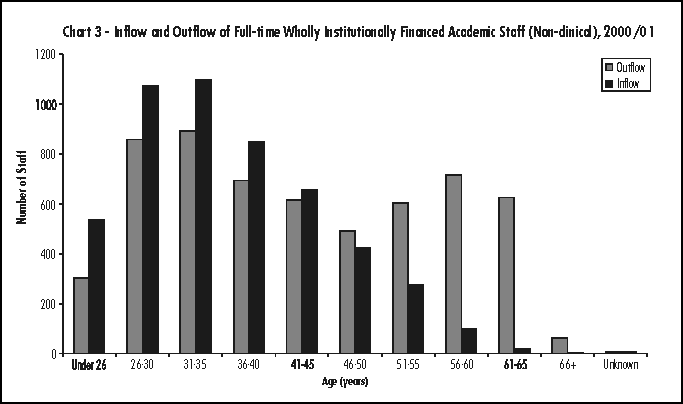 Chart 3 - Inflow and Outflow of Full-time Wholly Institutionally Financed Academic Staff (Non-clinical), 2000/01
1200
Outflow
Inflow
1000
800
600
400
200
0
Number of Staff
Under 26 26-30 31-35 36-40 41-45 46-50 51-55 56-60 61-65 66+ Unknown
Age (years)